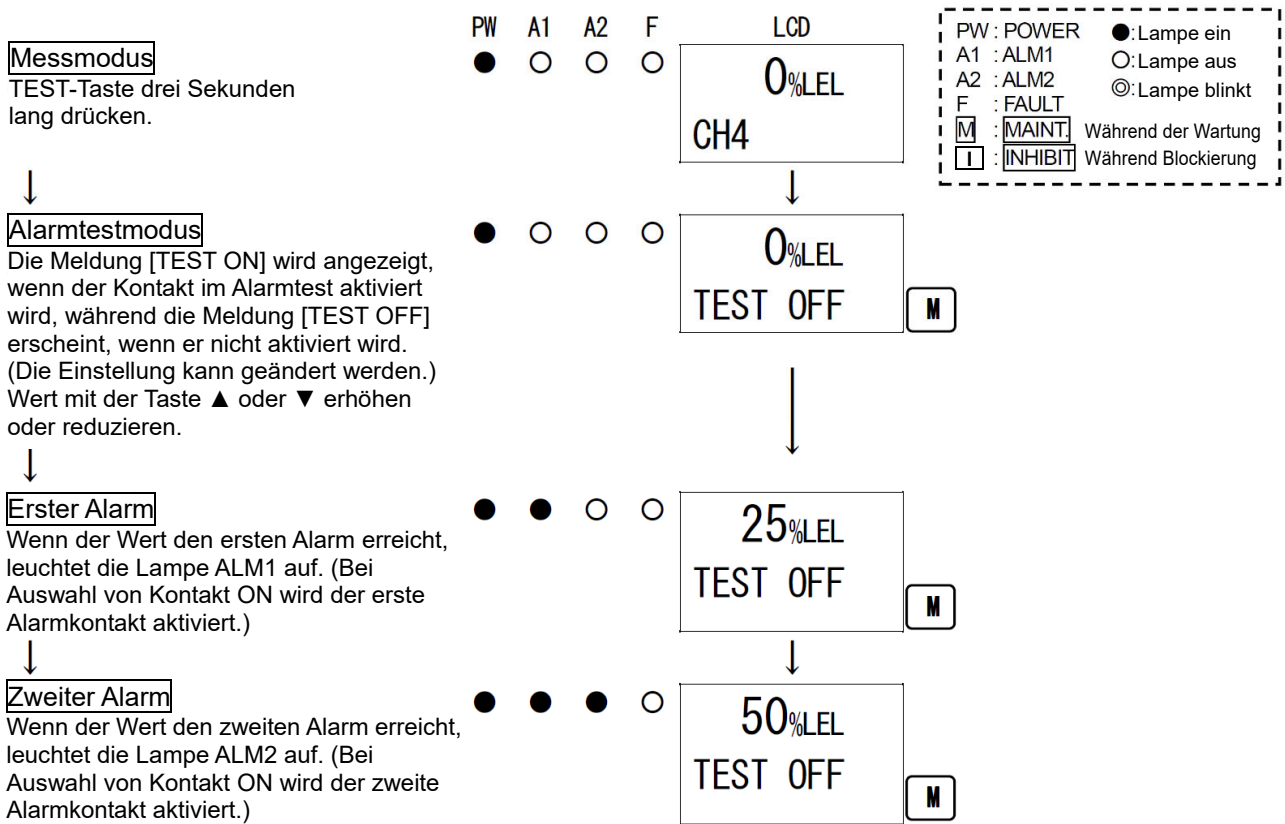 PW A1 A2 F LCD
PW : POWER ●:Lampe ein
A1 : ALM1 ○:Lampe aus
A2 : ALM2 ◎:Lampe blinkt
F : FAULT
M : MAINT. Während der Wartung
I : INHIBIT Während Blockierung
Messmodus
TEST-Taste drei Sekunden
lang drücken.
● ○ ○ ○
0%LEL
CH4
↓ ↓
Alarmtestmodus
Die Meldung [TEST ON] wird angezeigt,
wenn der Kontakt im Alarmtest aktiviert
wird, während die Meldung [TEST OFF]
erscheint, wenn er nicht aktiviert wird.
(Die Einstellung kann geändert werden.)
Wert mit der Taste ▲ oder ▼ erhöhen
oder reduzieren.
● ○ ○ ○
0%LEL
TEST OFF
M
↓ ↓
Erster Alarm
Wenn der Wert den ersten Alarm erreicht,
leuchtet die Lampe ALM1 auf. (Bei
Auswahl von Kontakt ON wird der erste
Alarmkontakt aktiviert.)
● ● ○ ○
25%LEL
TEST OFF
M
↓ ↓
Zweiter Alarm
Wenn der Wert den zweiten Alarm erreicht,
leuchtet die Lampe ALM2 auf. (Bei
Auswahl von Kontakt ON wird der zweite
Alarmkontakt aktiviert.)
● ● ● ○
50%LEL
TEST OFF
M